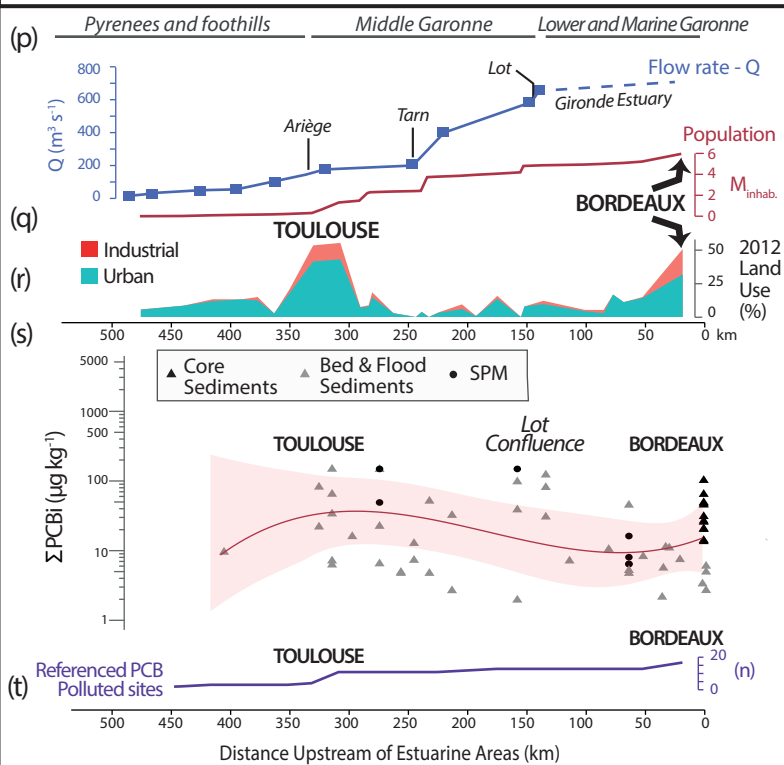 (p)
Pyrenees and foothills
Middle Garonne
Lower and Marine Garonne
800
600
400
200
0
Q (m³ s⁻¹)
Ariège
Tarn
Lot
Flow rate - Q
Gironde Estuary
Population
6
4
2
0
M inhab.
BORDEAUX
(q)
TOULOUSE
Industrial
Urban
(r)
50
25
0
2012
Land
Use
(%)
500 450 400 350 300 250 200 150 100 50 0 km
(s)
5000
1000
500
100
10
1
ΣPCBi (µg kg⁻¹)
Core
Sediments
Bed & Flood
Sediments
SPM
TOULOUSE
Lot
Confluence
BORDEAUX
BORDEAUX
TOULOUSE
Referenced PCB
Polluted sites
(t)
20
0
(n)
500 450 400 350 300 250 200 150 100 50 0
Distance Upstream of Estuarine Areas (km)